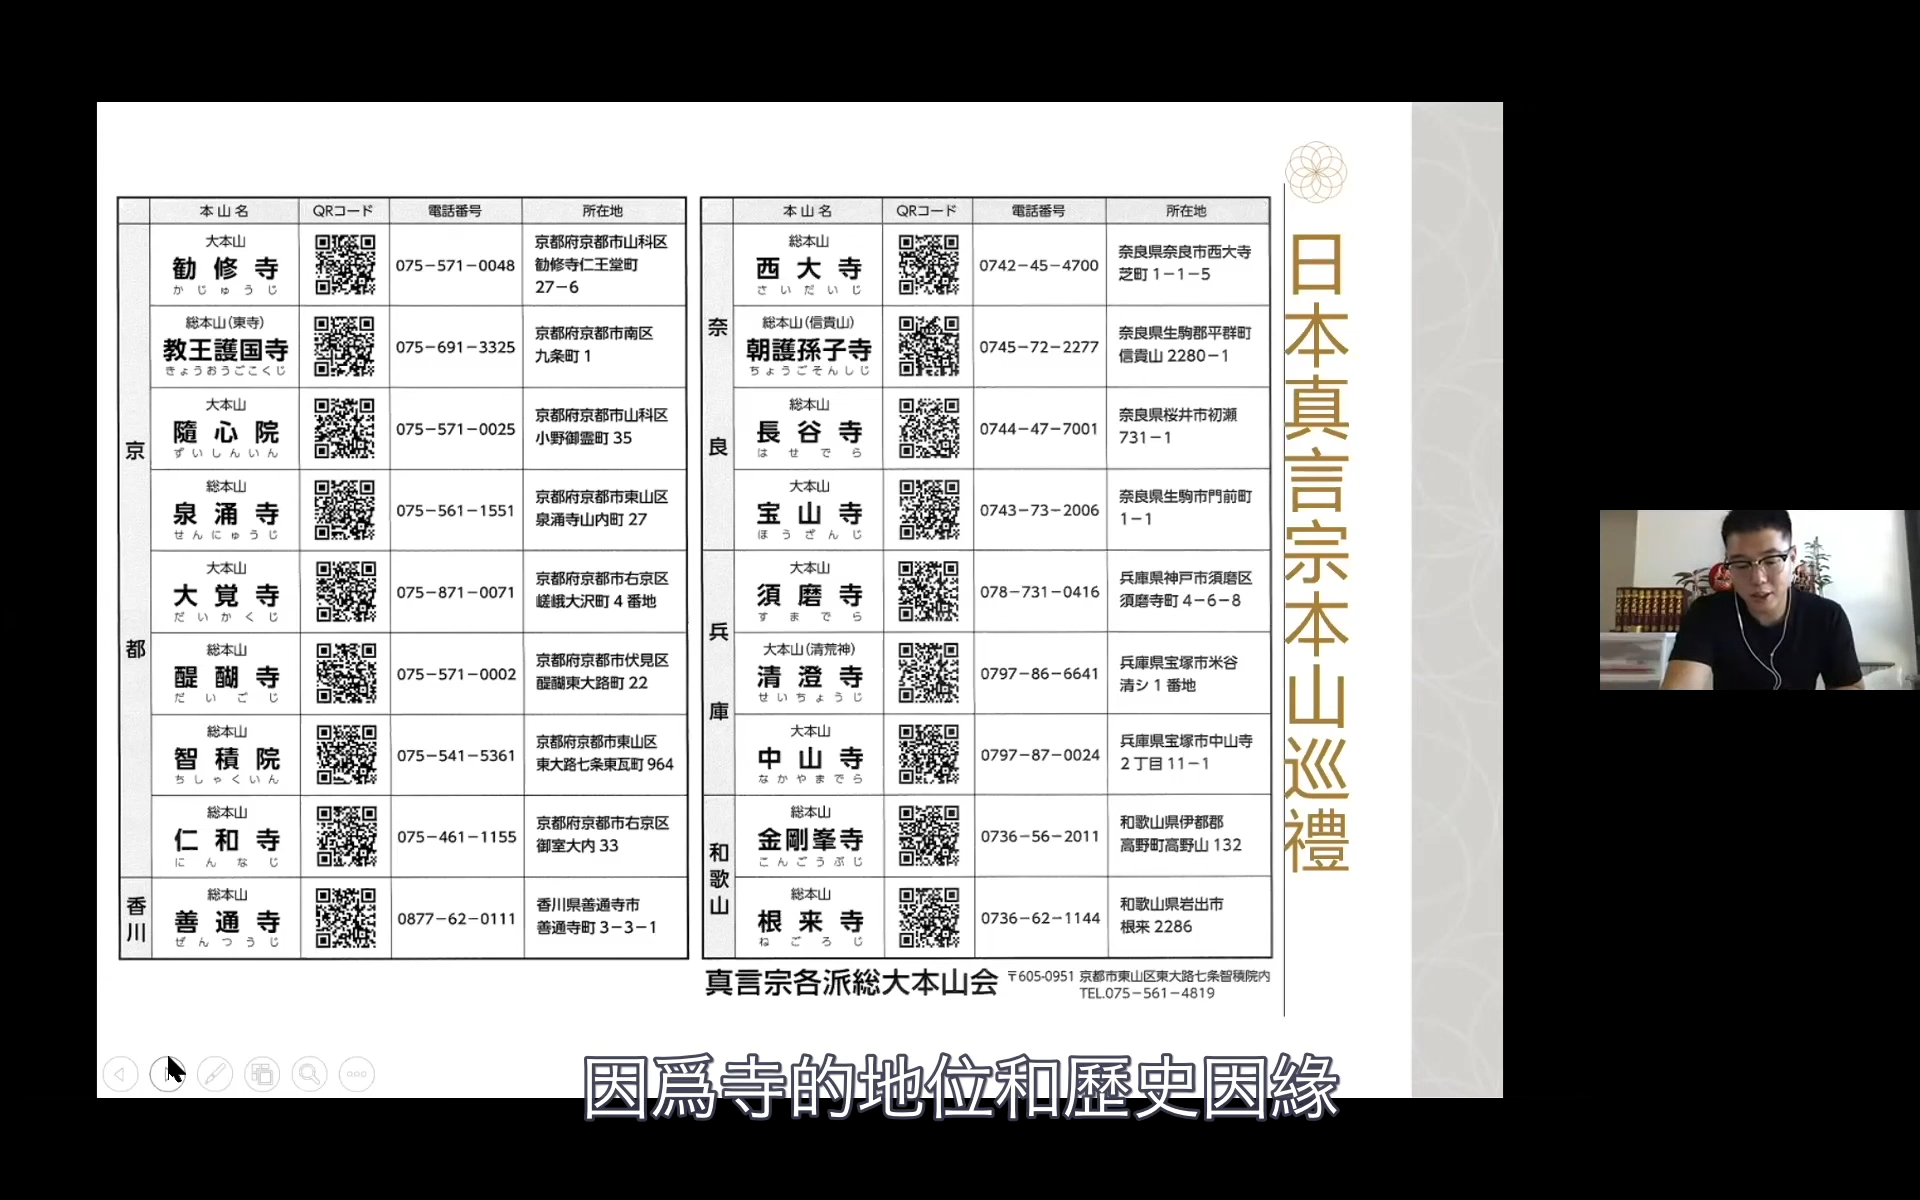 本山名 QRコード 電話番号 所在地
京都
大本山
勧修寺
かじゅうじ
075-571-0048
京都府京都市山科区
勧修寺仁王堂町
27-6
総本山(東寺)
教王護国寺
きょうおうごこくじ
075-691-3325
京都府京都市南区
九条町 1
大本山
隨心院
ずいしんいん
075-571-0025
京都府京都市山科区
小野御霊町 35
総本山
泉涌寺
せんにゅうじ
075-561-1551
京都府京都市東山区
泉涌寺山内町 27
大本山
大覚寺
だいかくじ
075-871-0071
京都府京都市右京区
嵯峨大沢町 4 番地
総本山
醍醐寺
だいごじ
075-571-0002
京都府京都市伏見区
醍醐東大路町 22
総本山
智積院
ちしゃくいん
075-541-5361
京都府京都市東山区
東大路七条東瓦町 964
総本山
仁和寺
にんなじ
075-461-1155
京都府京都市右京区
御室大内 33
香川
総本山
善通寺
ぜんつうじ
0877-62-0111
香川県善通寺市
善通寺町 3-3-1
本山名 QRコード 電話番号 所在地
奈良
総本山
西大寺
さいだいじ
0742-45-4700
奈良県奈良市西大寺
芝町 1-1-5
総本山(信貴山)
朝護孫子寺
ちょうごそんしじ
0745-72-2277
奈良県生駒郡平群町
信貴山 2280-1
総本山
長谷寺
はせでら
0744-47-7001
奈良県桜井市初瀬
731-1
大本山
宝山寺
ほうざんじ
0743-73-2006
奈良県生駒市門前町
1-1
兵庫
大本山
須磨寺
すまでら
078-731-0416
兵庫県神戸市須磨区
須磨寺町 4-6-8
大本山(清荒神)
清澄寺
せいちょうじ
0797-86-6641
兵庫県宝塚市米谷
清シ 1 番地
大本山
中山寺
なかやまでら
0797-87-0024
兵庫県宝塚市中山寺
2 丁目 11-1
和歌山
総本山
金剛峯寺
こんごうぶじ
0736-56-2011
和歌山県伊都郡
高野町高野山 132
総本山
根来寺
ねごろじ
0736-62-1144
和歌山県岩出市
根来 2286
真言宗各派総大本山会 〒605-0951 京都市東山区東大路七条智積院内
TEL.075-561-4819
日本真言宗本山巡禮
因爲寺的地位和歷史因緣